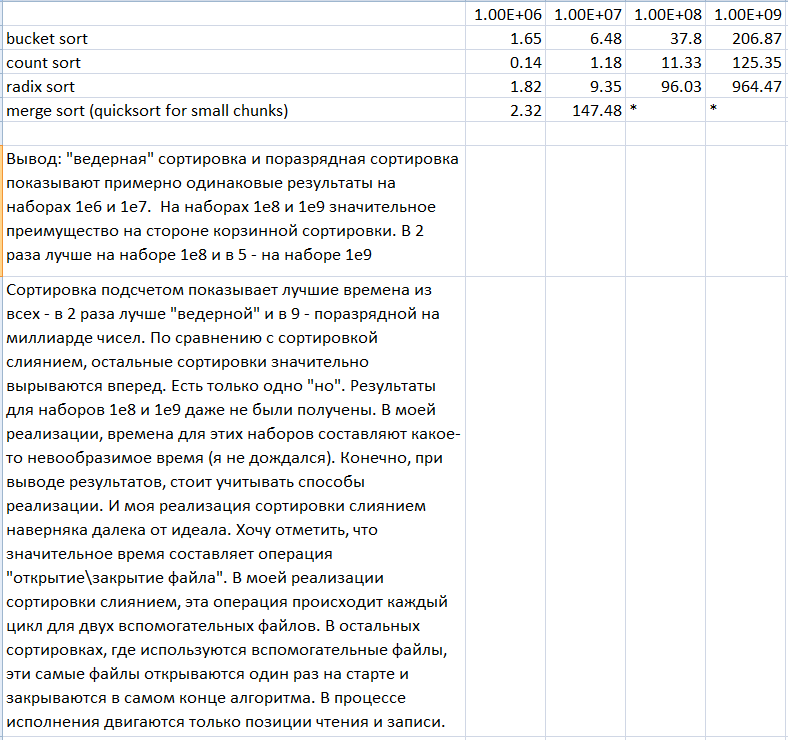 1.00E+06 1.00E+07 1.00E+08 1.00E+09
bucket sort 1.65 6.48 37.8 206.87
count sort 0.14 1.18 11.33 125.35
radix sort 1.82 9.35 96.03 964.47
merge sort (quicksort for small chunks) 2.32 147.48 * *
Вывод: "ведерная" сортировка и поразрядная сортировка
показывают примерно одинаковые результаты на
наборах 1e6 и 1e7.  На наборах 1e8 и 1e9 значительное
преимущество на стороне корзинной сортировки. В 2
раза лучше на наборе 1e8 и в 5 - на наборе 1e9
Сортировка подсчетом показывает лучшие времена из
всех - в 2 раза лучше "ведерной" и в 9 - поразрядной на
миллиарде чисел. По сравнению с сортировкой
слиянием, остальные сортировки значительно
вырываются вперед. Есть только одно "но". Результаты
для наборов 1e8 и 1e9 даже не были получены. В моей
реализации, времена для этих наборов составляют какое-
то невообразимое время (я не дождался). Конечно, при
выводе результатов, стоит учитывать способы
реализации. И моя реализация сортировки слиянием
наверняка далека от идеала. Хочу отметить, что
значительное время составляет операция
"открытие\закрытие файла". В моей реализации
сортировки слиянием, эта операция происходит каждый
цикл для двух вспомогательных файлов. В остальных
сортировках, где используются вспомогательные файлы,
эти самые файлы открываются один раз на старте и
закрываются в самом конце алгоритма. В процессе
исполнения двигаются только позиции чтения и записи.